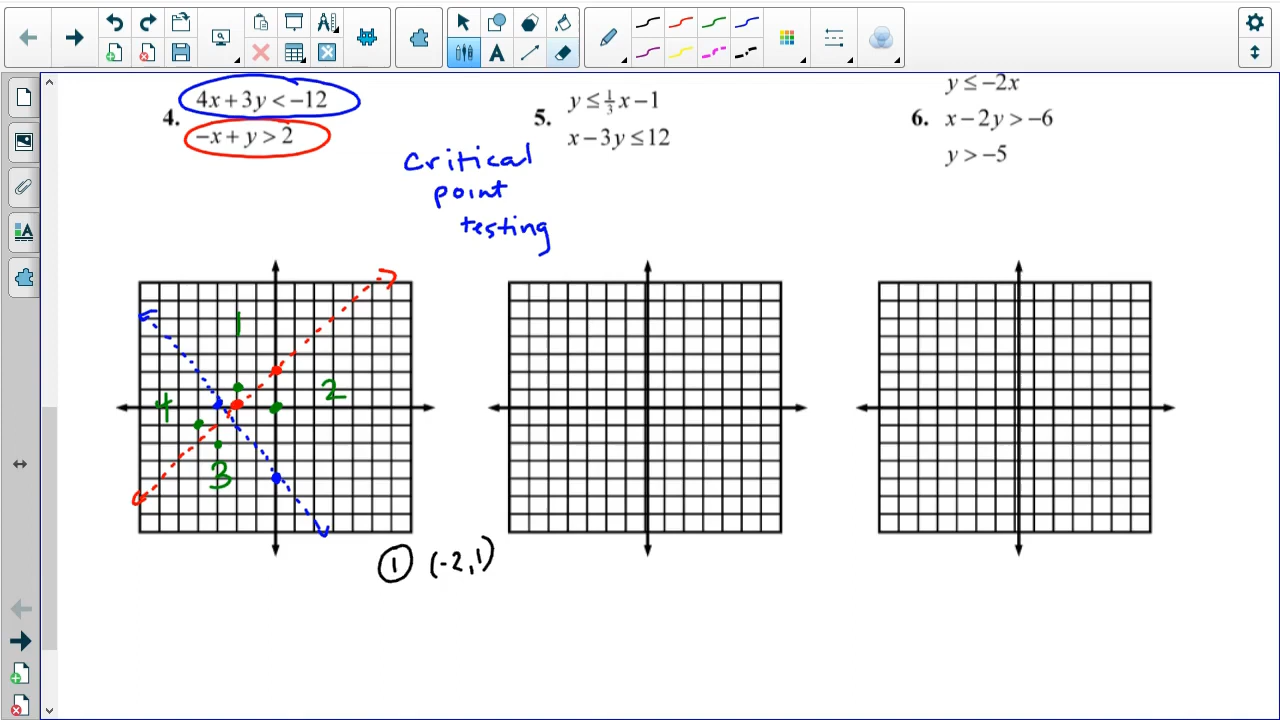 4. 4x+3y<−12
−x+y>2
5. y≤1/3x−1
x−3y≤12
y≤−2x
6. x−2y>−6
y>−5
Critical
point
testing
1
2
4
3
① (-2,1)